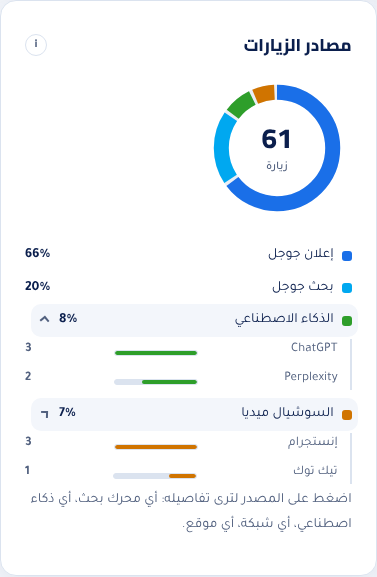 مصادر الزيارات
i
61
زيارة
إعلان جوجل 66%
بحث جوجل 20%
الذكاء الاصطناعي 8%
ChatGPT 3
Perplexity 2
السوشيال ميديا 7%
إنستجرام 3
تيك توك 1
اضغط على المصدر لترى تفاصيله: أي محرك بحث، أي ذكاء
اصطناعي، أي شبكة، أي موقع.